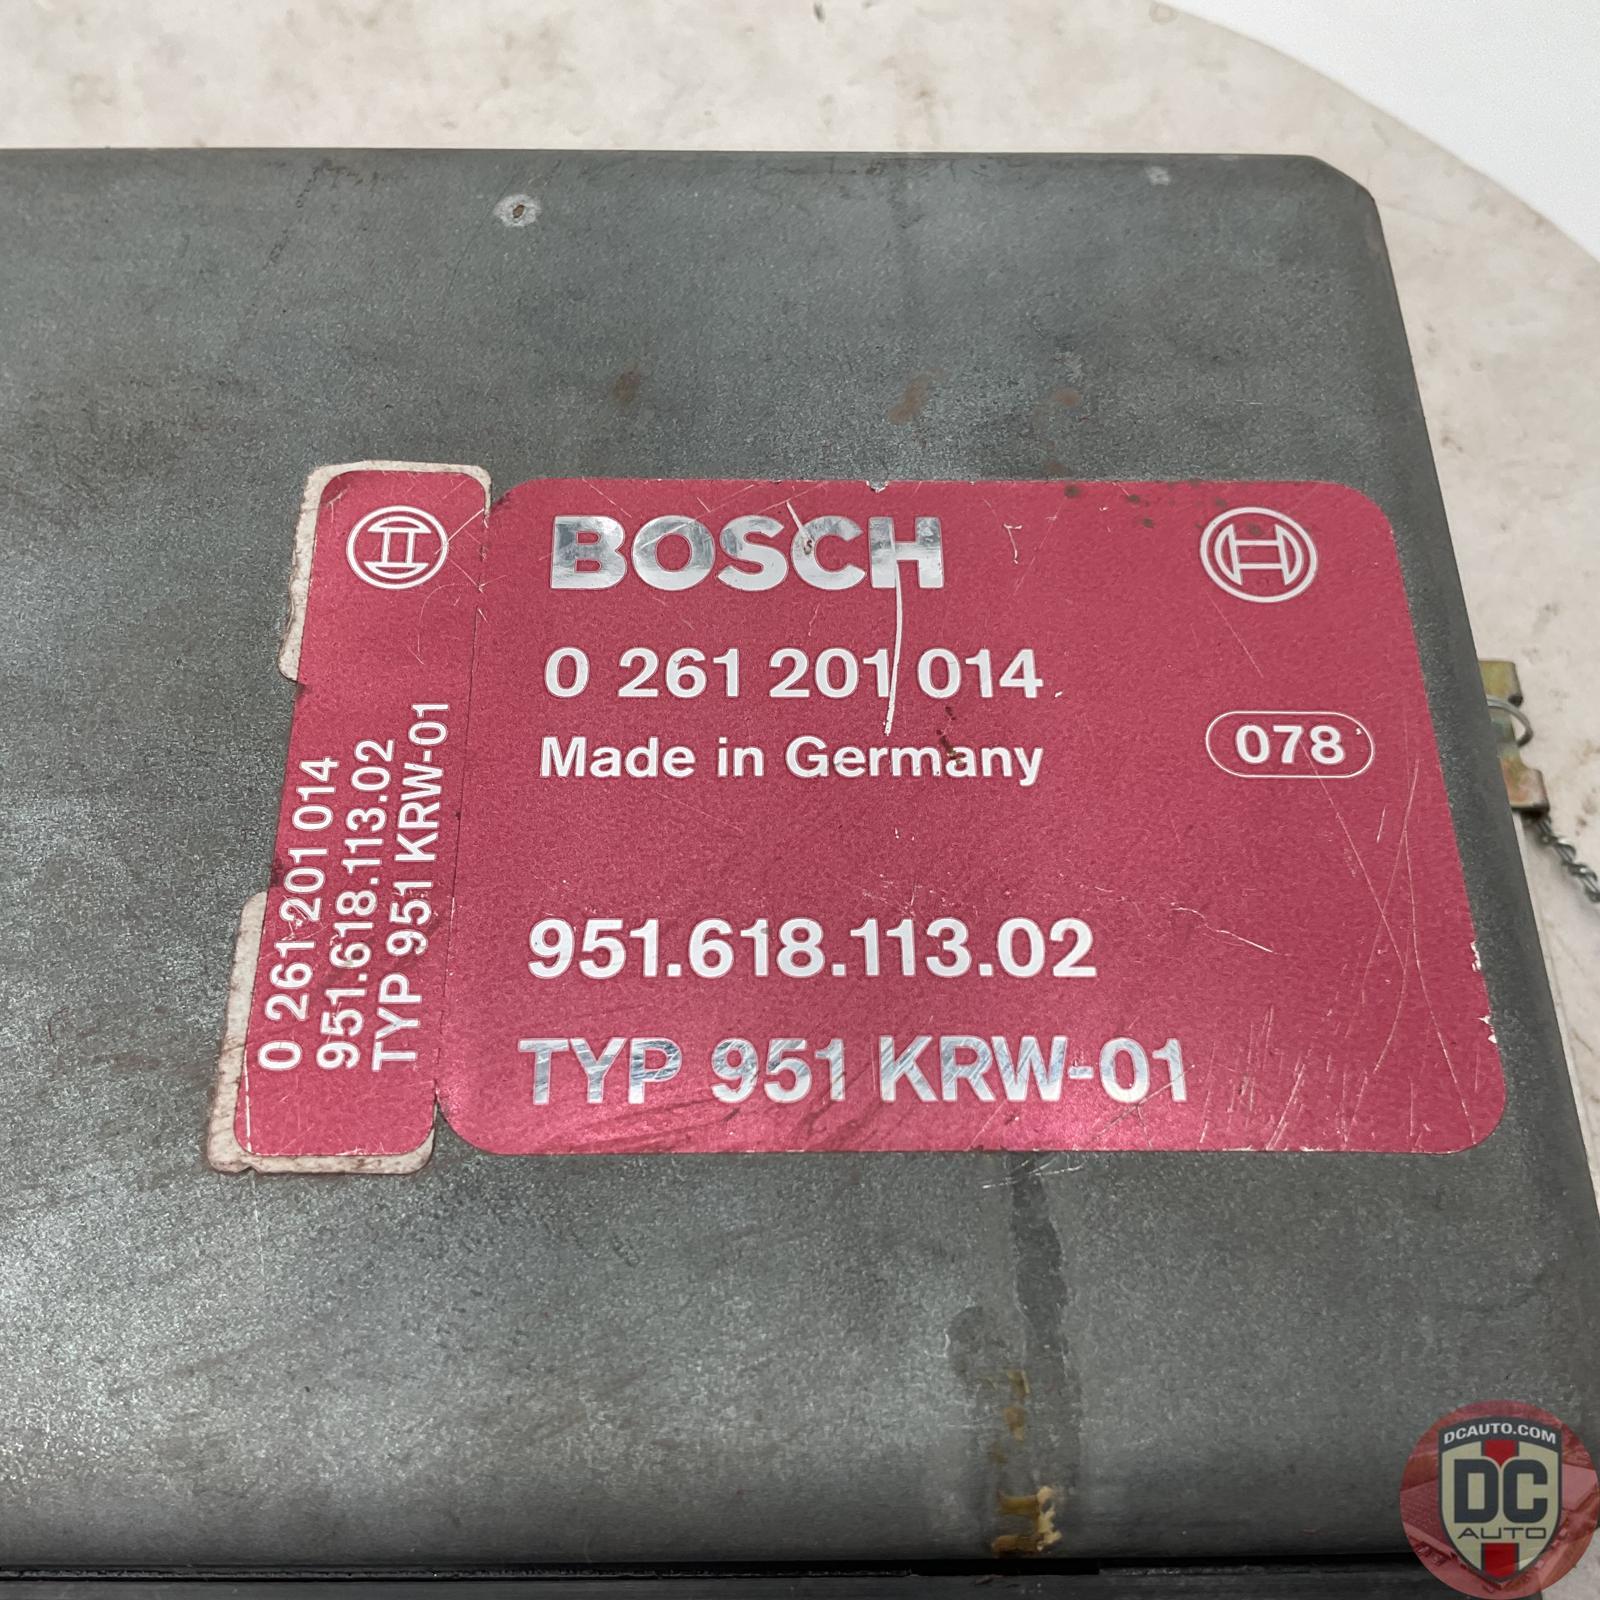 BOSCH
0 261 201 014
Made in Germany
078
951.618.113.02
TYP 951 KRW-01
0 261 201 014
951.618.113.02
TYP 951 KRW-01
DCAUTO.COM
DC
AUTO